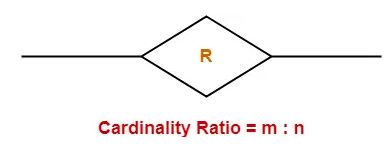 R
Cardinality Ratio = m : n